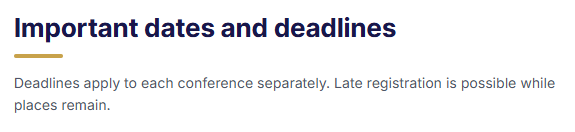 Important dates and deadlines
Deadlines apply to each conference separately. Late registration is possible while
places remain.